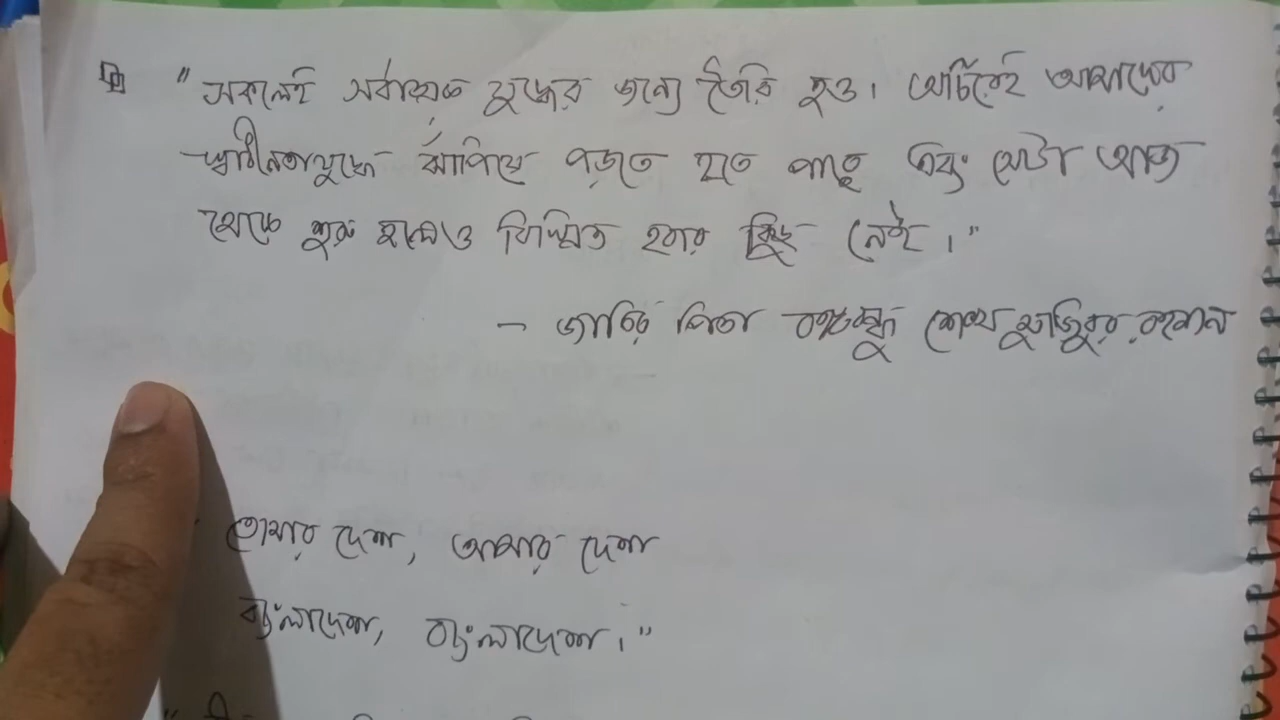 "সকলেই সর্বাত্মক যুদ্ধের জন্যে তৈরি হও। অচিরেই আমাদের
স্বাধীনতাযুদ্ধে ঝাঁপিয়ে পড়তে হতে পারে এবং সেটা আজ
থেকে শুরু হলেও বিস্মিত হবার কিছু নেই।"
- জাতির পিতা বঙ্গবন্ধু শেখ মুজিবুর রহমান
তোমার দেশ, আমার দেশ
বাংলাদেশ, বাংলাদেশ।"